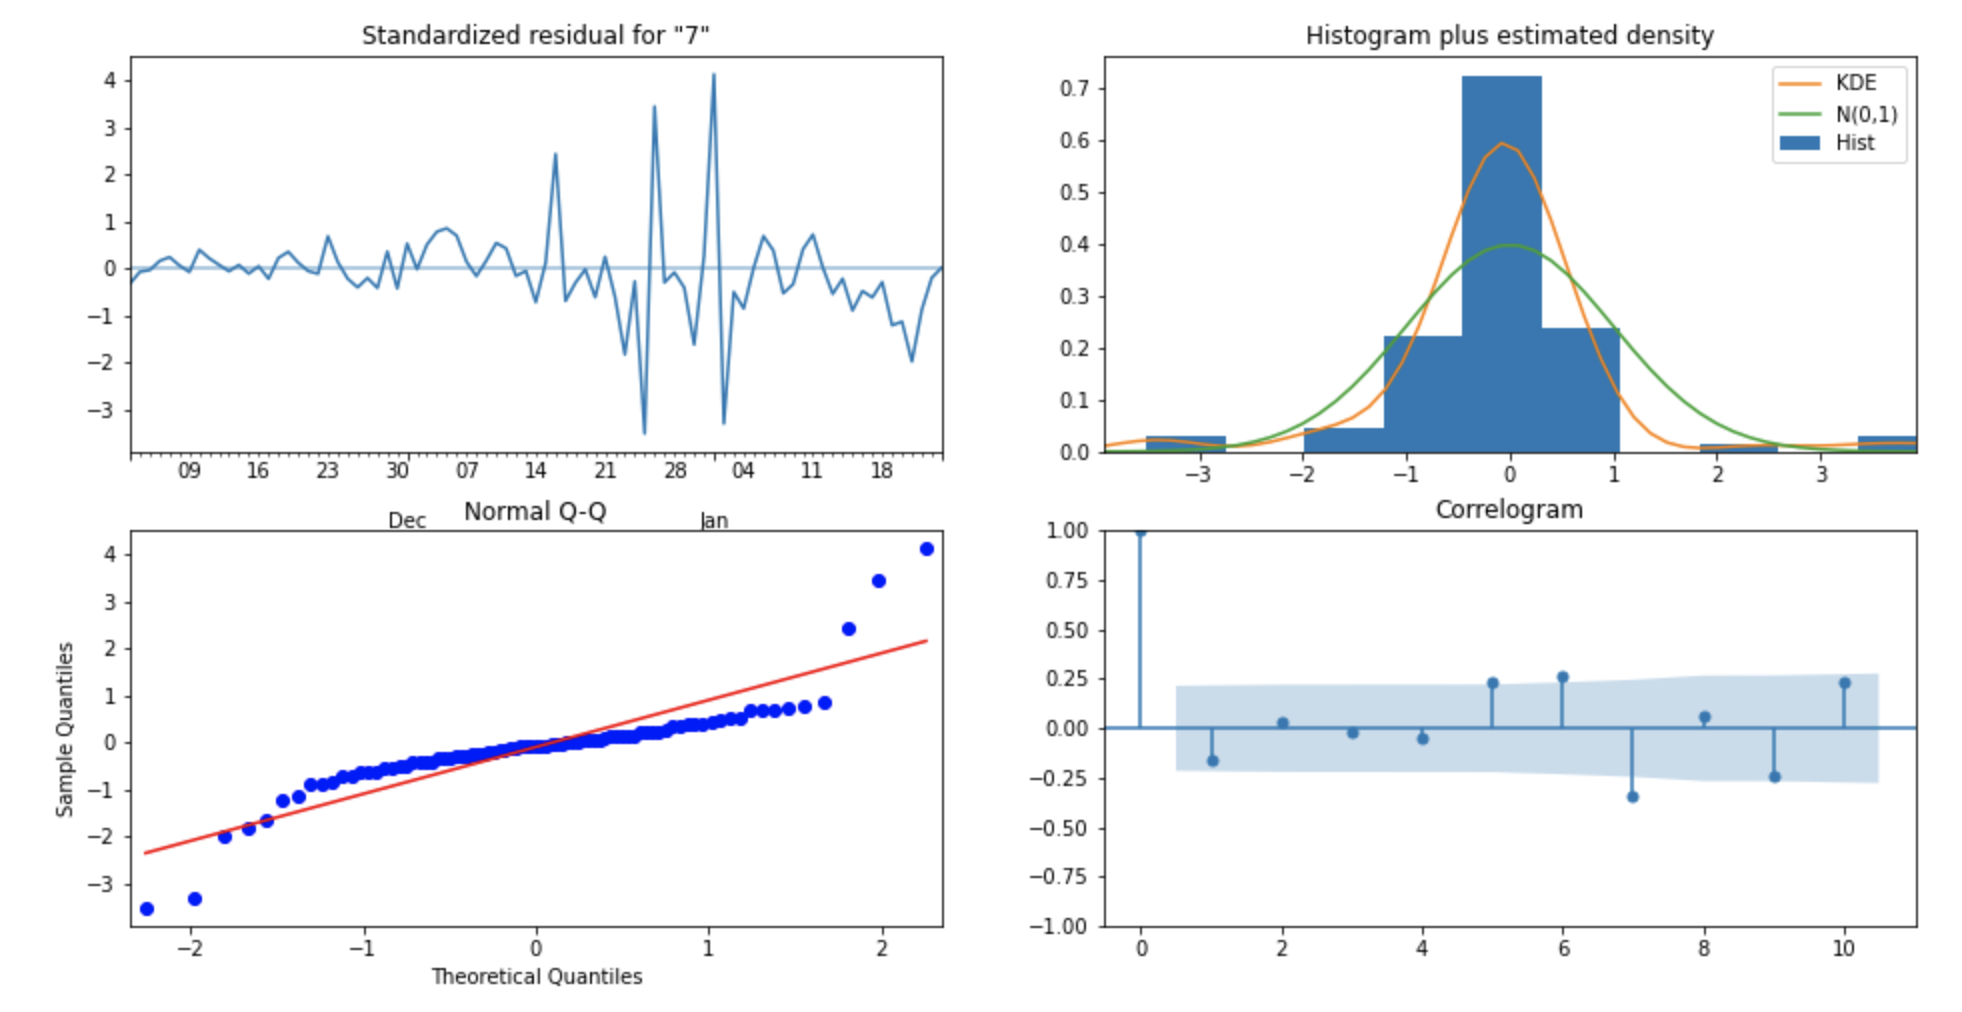 Standardized residual for "7"
4
3
2
1
0
−1
−2
−3
09 16 23 30 07 14 21 28 04 11 18
Dec Jan
Histogram plus estimated density
KDE
N(0,1)
Hist
0.7
0.6
0.5
0.4
0.3
0.2
0.1
0.0
−3 −2 −1 0 1 2 3
Normal Q-Q
Sample Quantiles
4
3
2
1
0
−1
−2
−3
−2 −1 0 1 2
Theoretical Quantiles
Correlogram
1.00
0.75
0.50
0.25
0.00
−0.25
−0.50
−0.75
−1.00
0 2 4 6 8 10